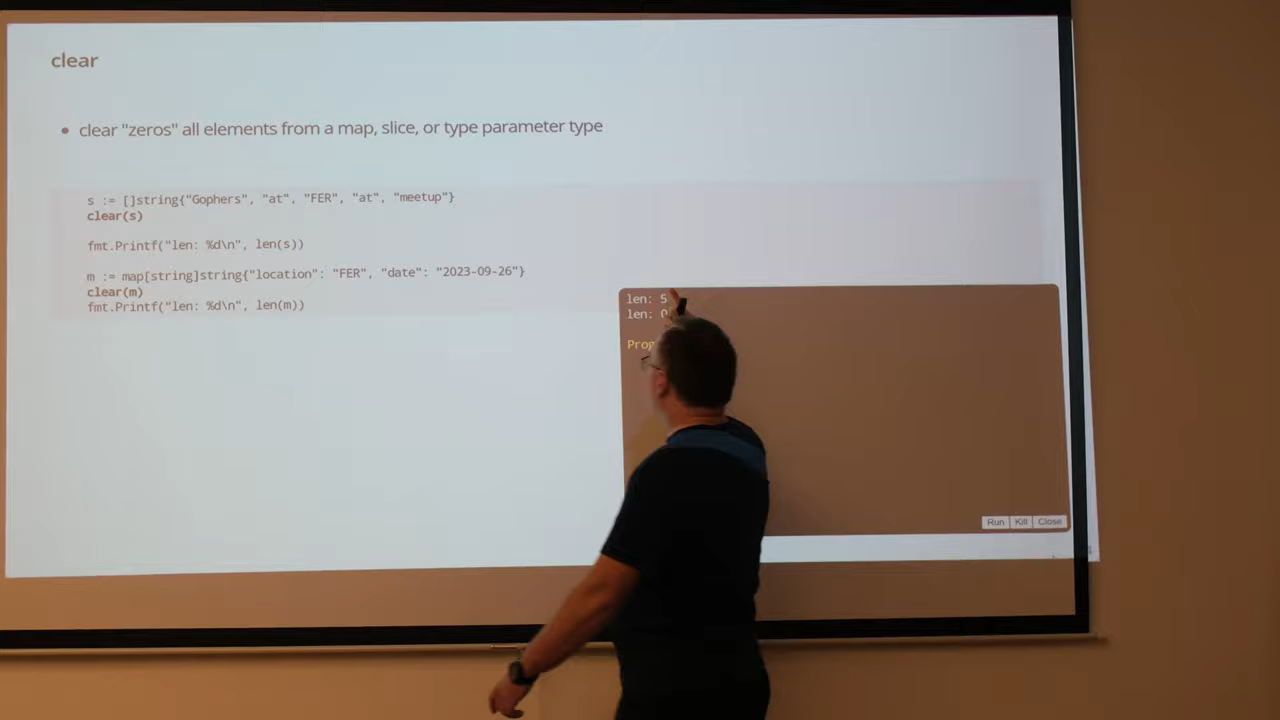 clear
• clear "zeros" all elements from a map, slice, or type parameter type
s := []string{"Gophers", "at", "FER", "at", "meetup"}
clear(s)
fmt.Printf("len: %d\n", len(s))
m := map[string]string{"location": "FER", "date": "2023-09-26"}
clear(m)
fmt.Printf("len: %d\n", len(m))
len: 5
len: 0
Prog
Run Kill Close